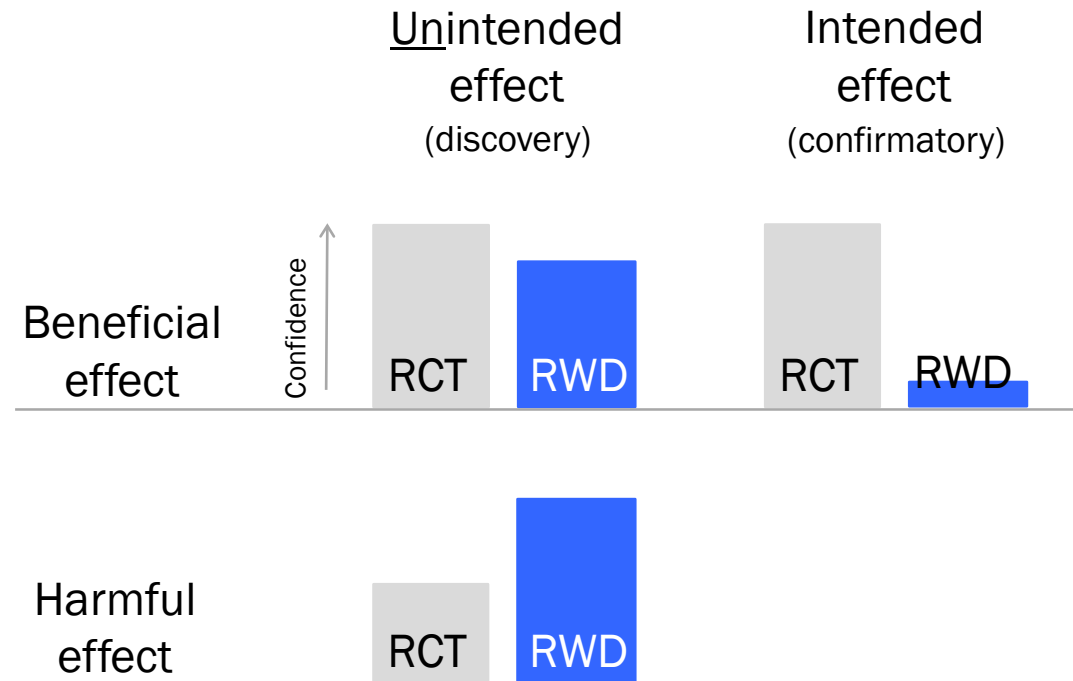 Unintended
effect
(discovery)
Intended
effect
(confirmatory)
Confidence
Beneficial
effect
RCT
RWD
RCT
RWD
Harmful
effect
RCT
RWD